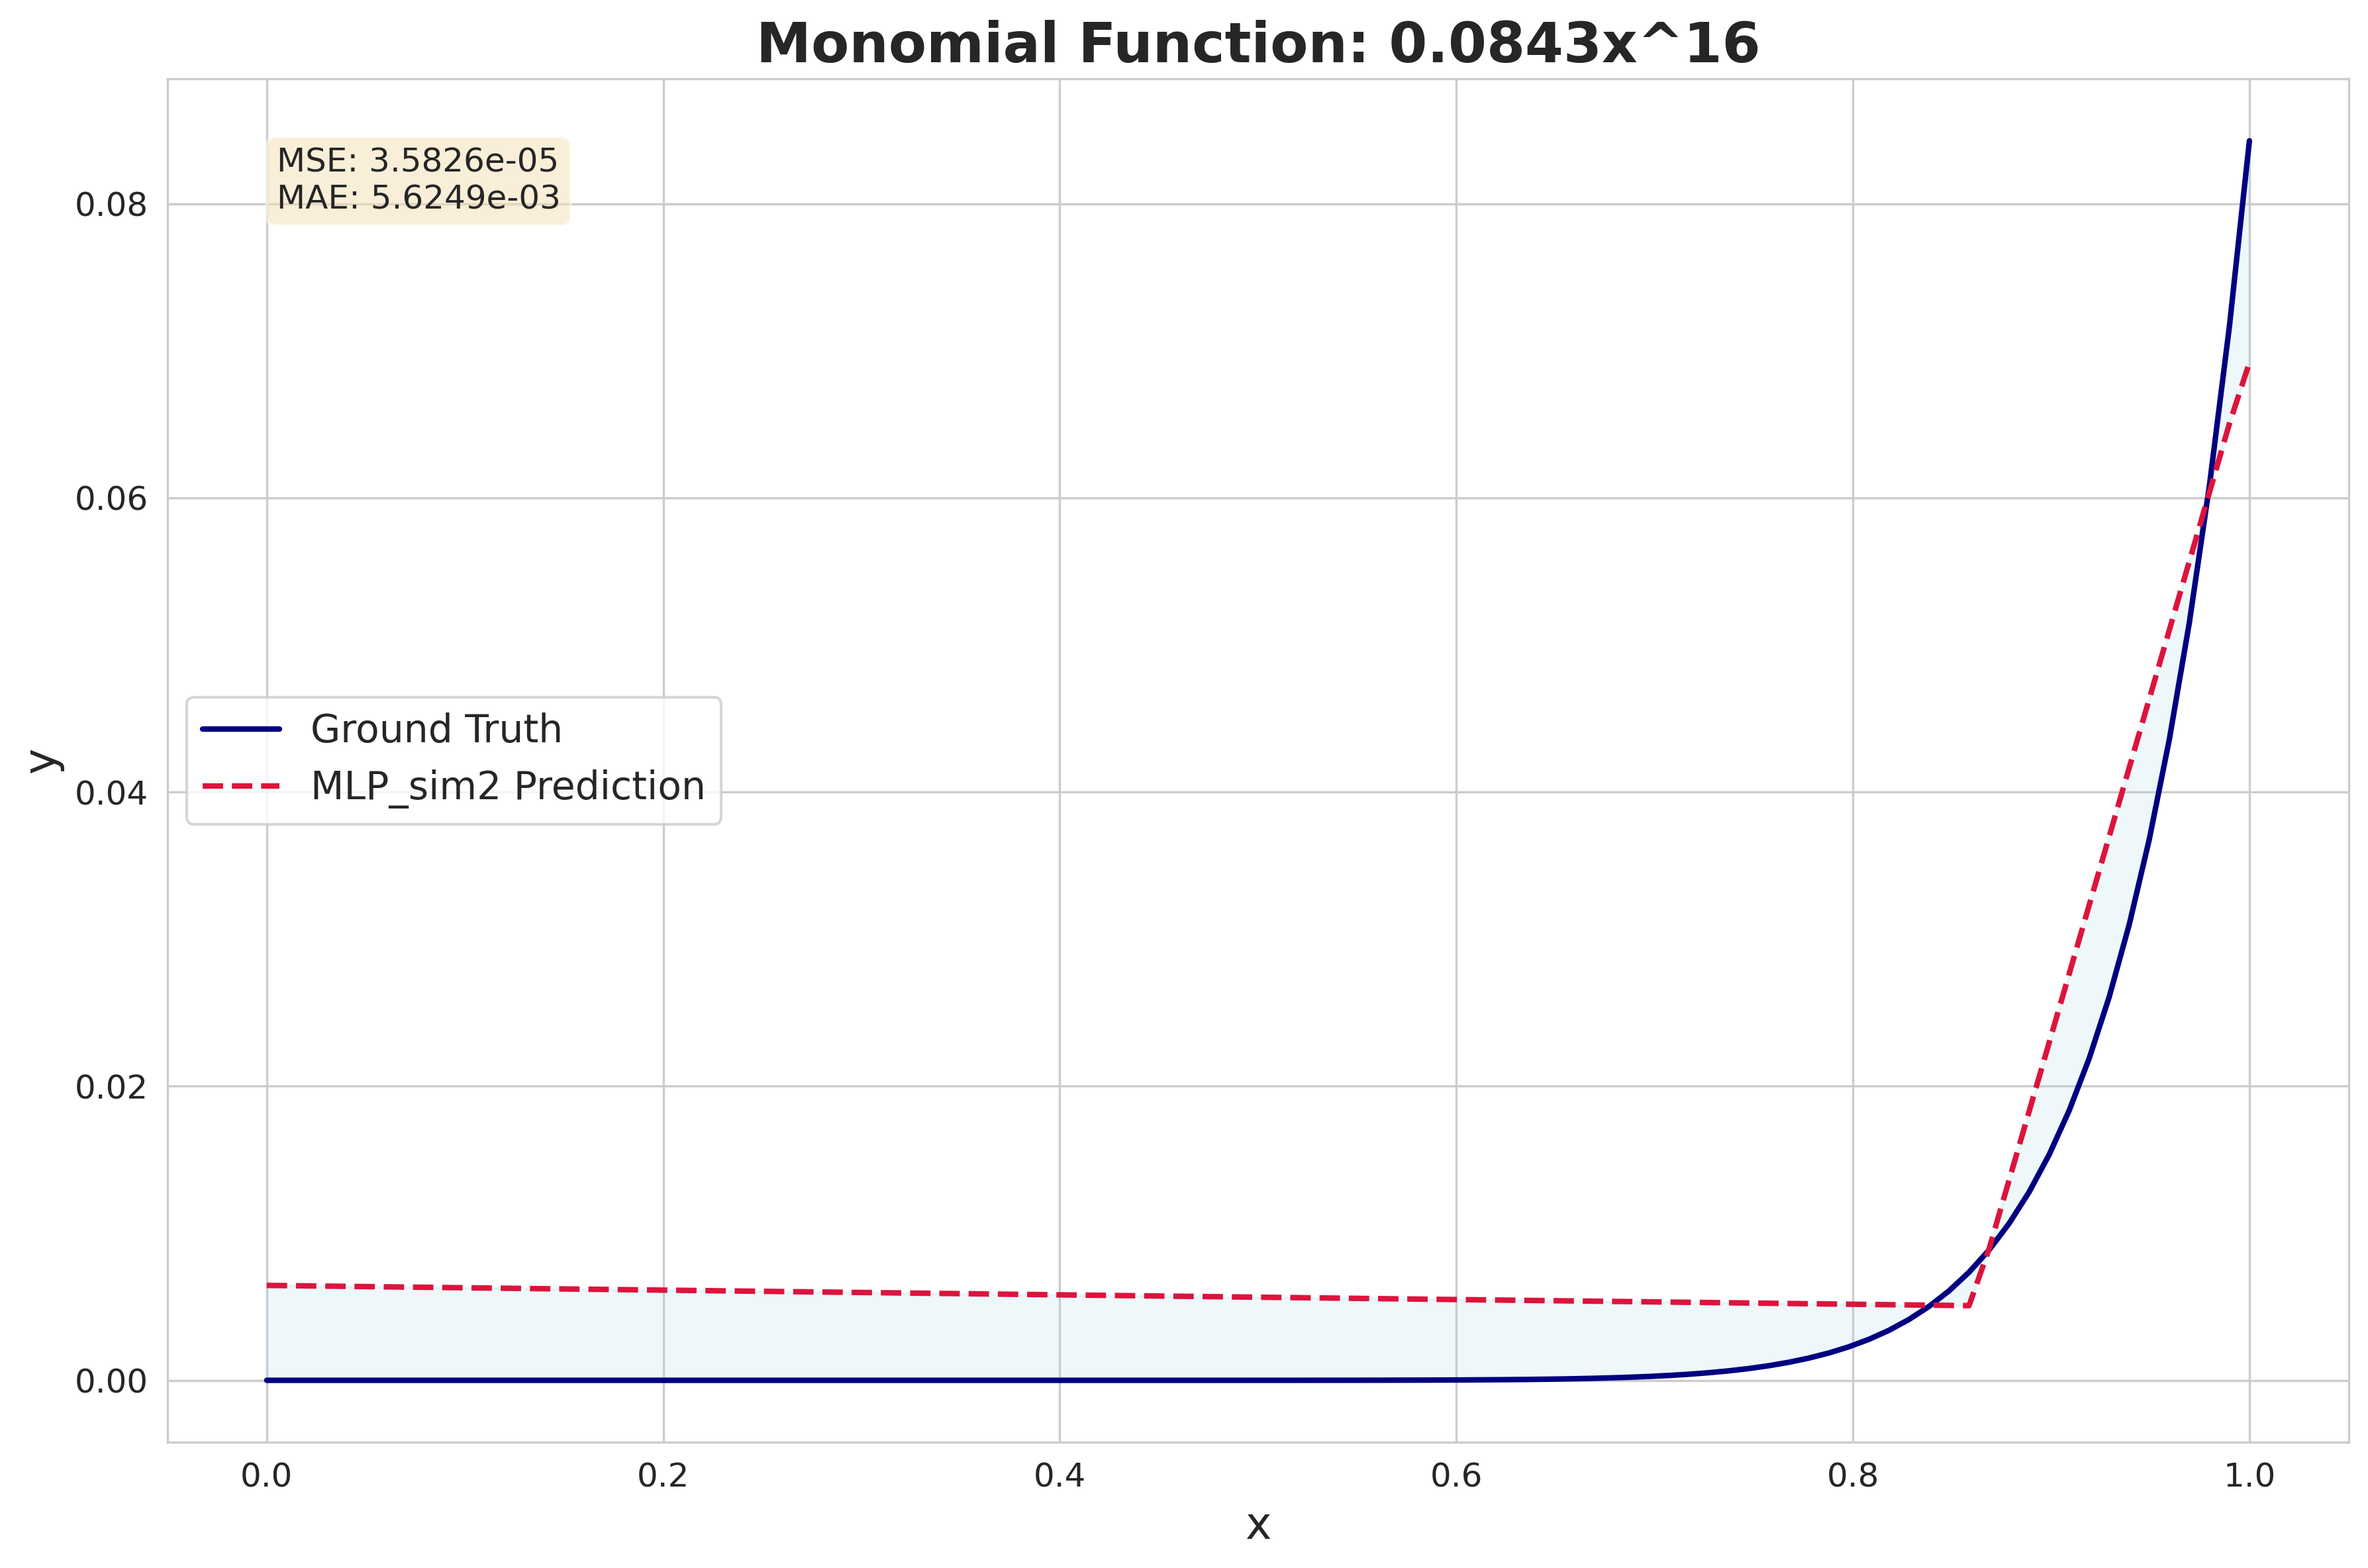 Monomial Function: 0.0843x^16
MSE: 3.5826e-05
MAE: 5.6249e-03
0.08
0.06
0.04
0.02
0.00
y
Ground Truth
MLP_sim2 Prediction
0.0 0.2 0.4 0.6 0.8 1.0
x